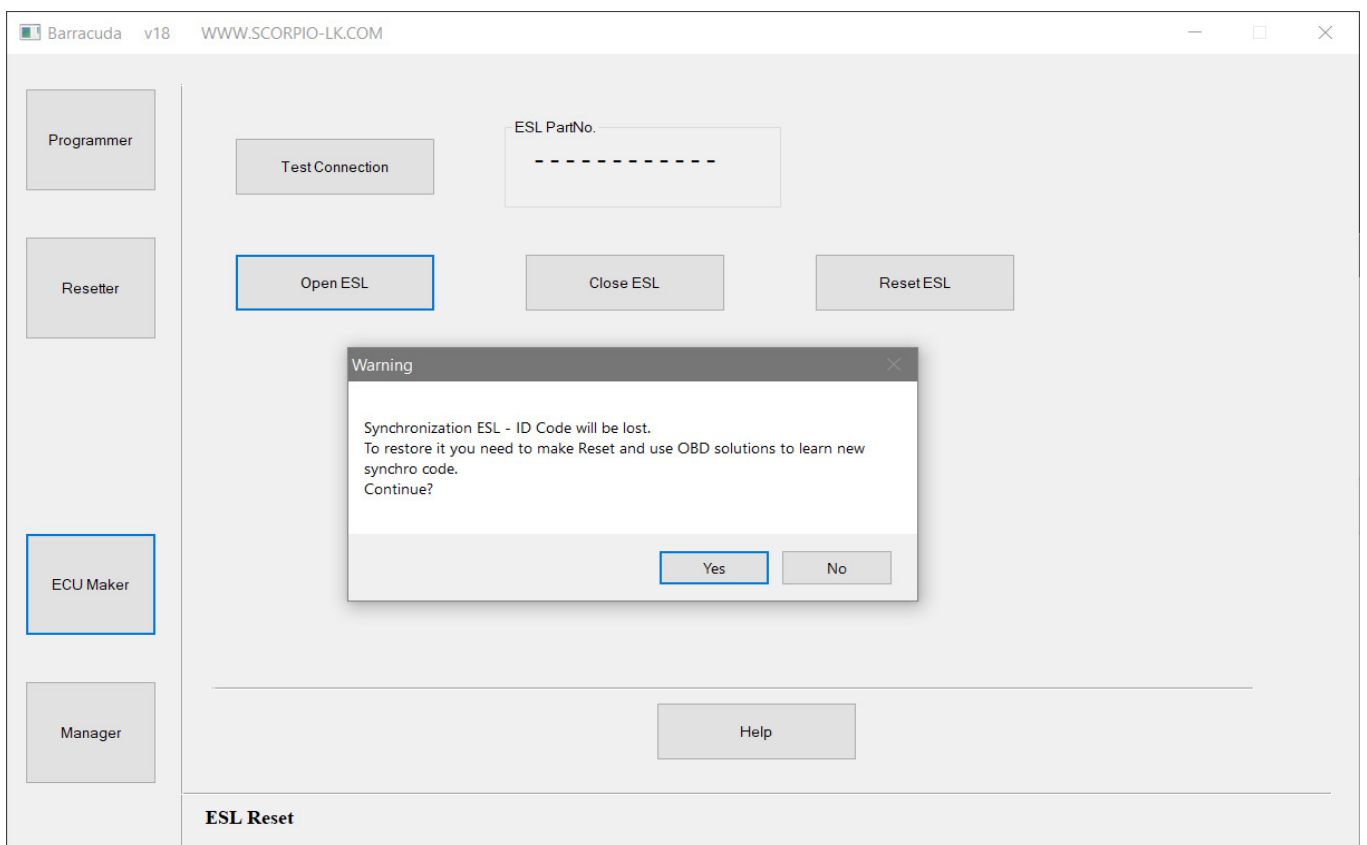 Barracuda v18 WWW.SCORPIO-LK.COM
Programmer
Test Connection
ESL PartNo.
- - - - - - - - - - - -
Resetter
Open ESL
Close ESL
Reset ESL
Warning
Synchronization ESL - ID Code will be lost.
To restore it you need to make Reset and use OBD solutions to learn new
synchro code.
Continue?
Yes
No
ECU Maker
Manager
Help
ESL Reset